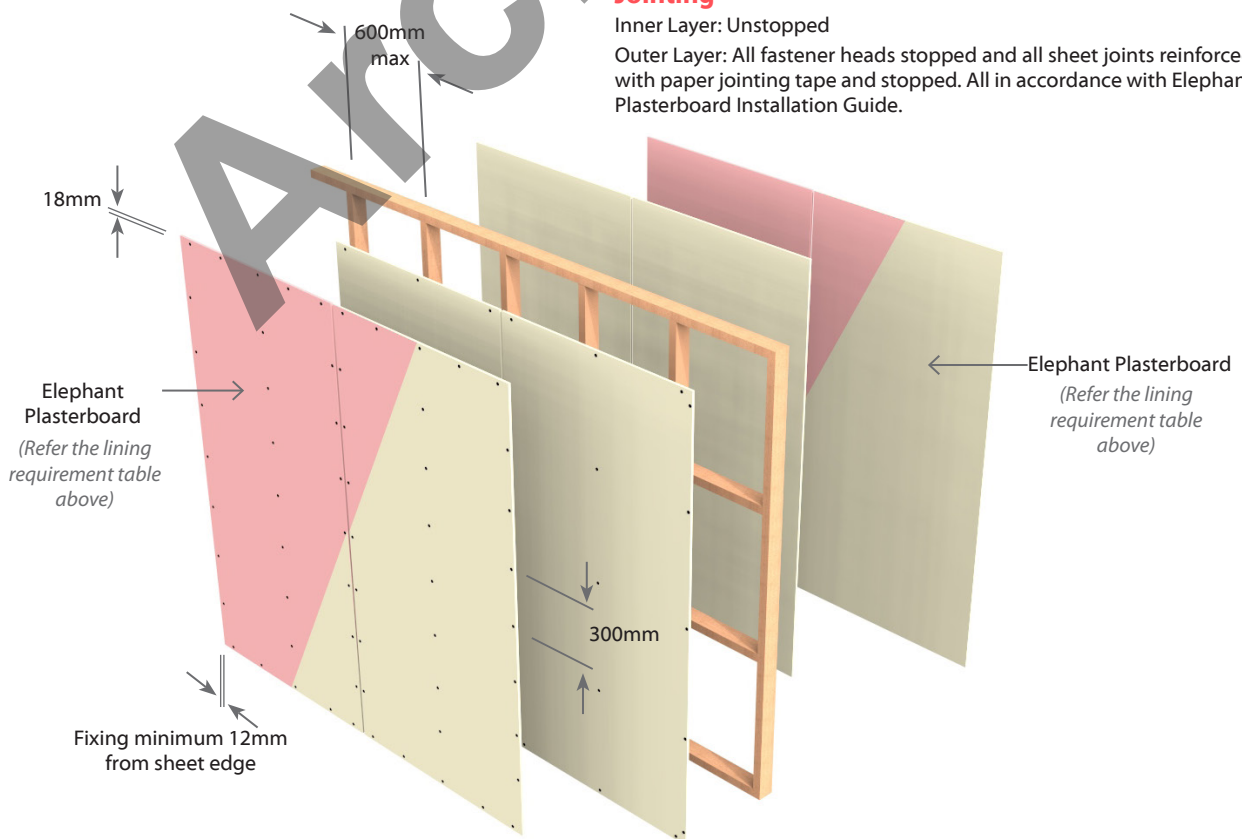 Jointing
Inner Layer: Unstopped
Outer Layer: All fastener heads stopped and all sheet joints reinforce
with paper jointing tape and stopped. All in accordance with Elephan
Plasterboard Installation Guide.
600mm
max
18mm
Elephant
Plasterboard
(Refer the lining
requirement table
above)
Elephant Plasterboard
(Refer the lining
requirement table
above)
300mm
Fixing minimum 12mm
from sheet edge
Arc